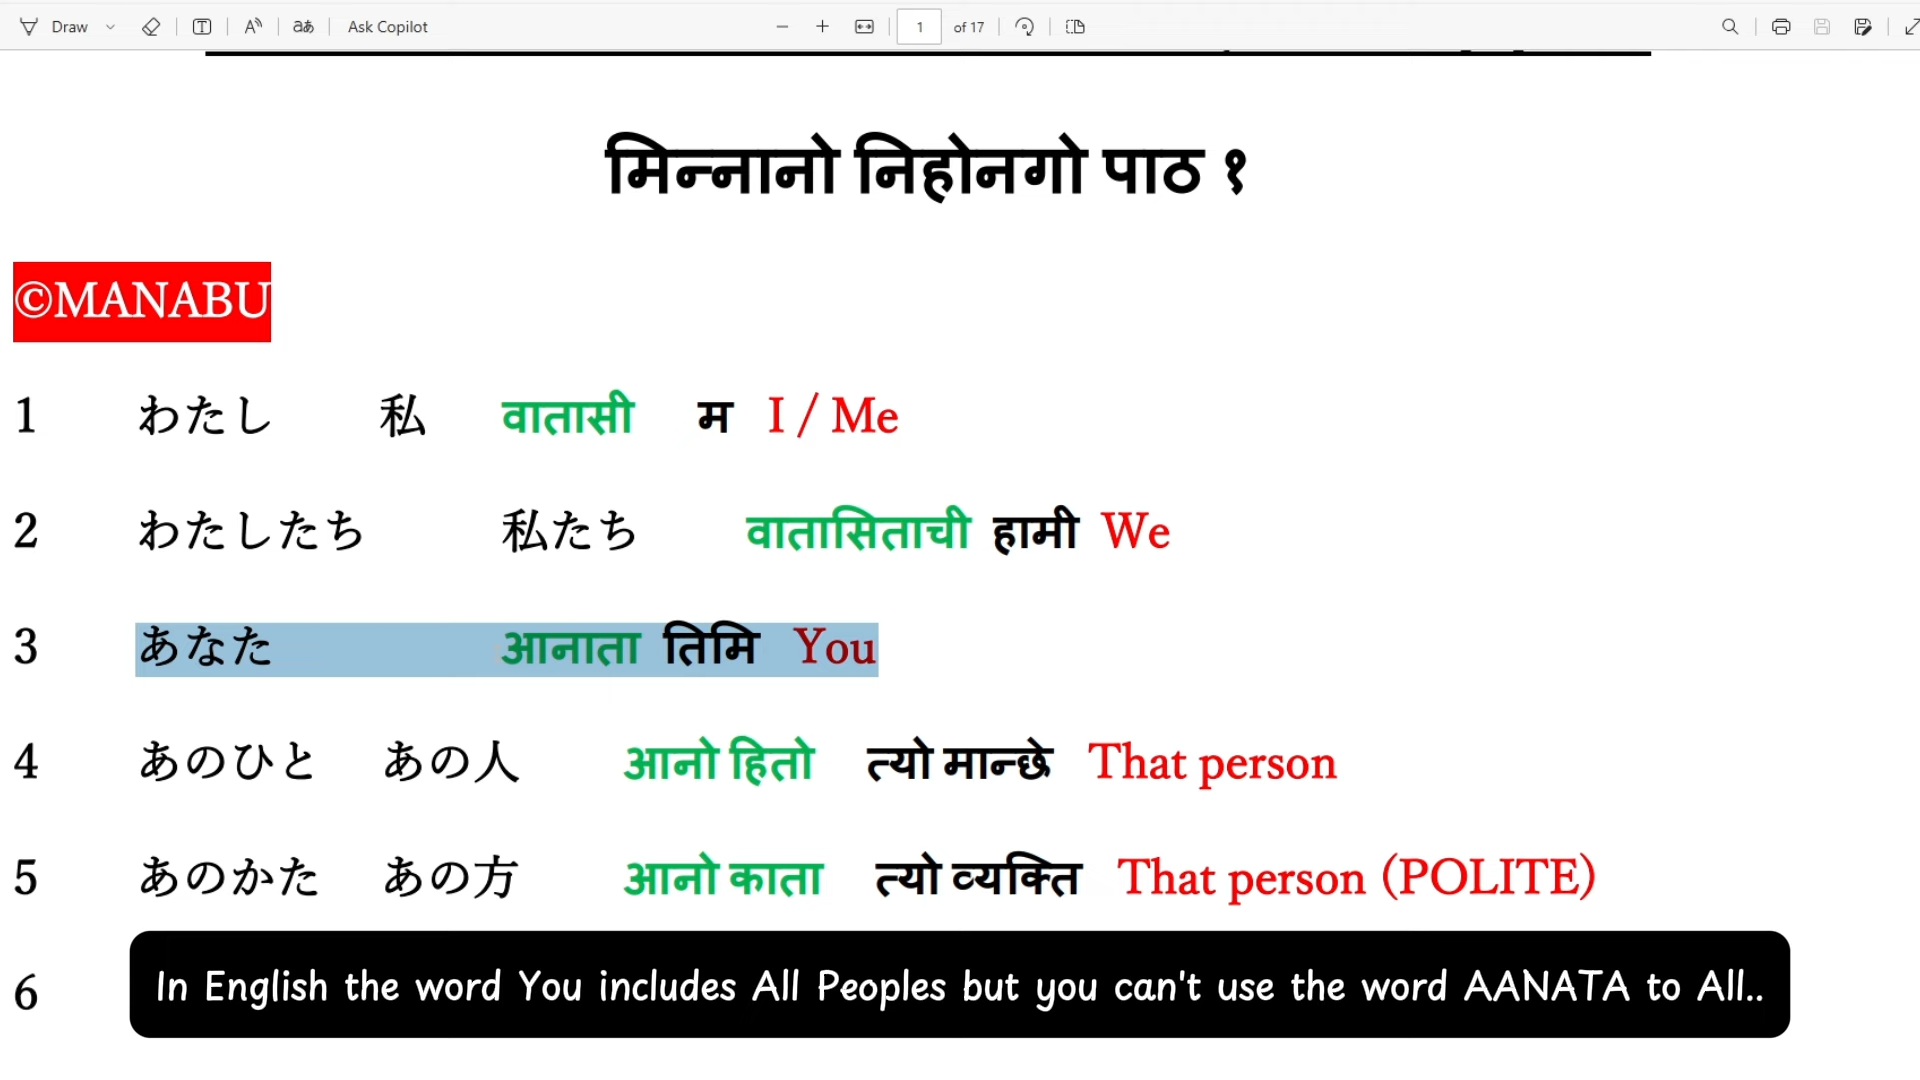 Draw Ask Copilot 1 of 17
मिन्नानो निहोनगो पाठ १
©MANABU
1 わたし 私 वातासी म I / Me
2 わたしたち 私たち वातासिताची हामी We
3 あなた आनाता तिमि You
4 あのひと あの人 आनो हितो त्यो मान्छे That person
5 あのかた あの方 आनो काता त्यो व्यक्ति That person (POLITE)
6
In English the word You includes All Peoples but you can't use the word AANATA to All..